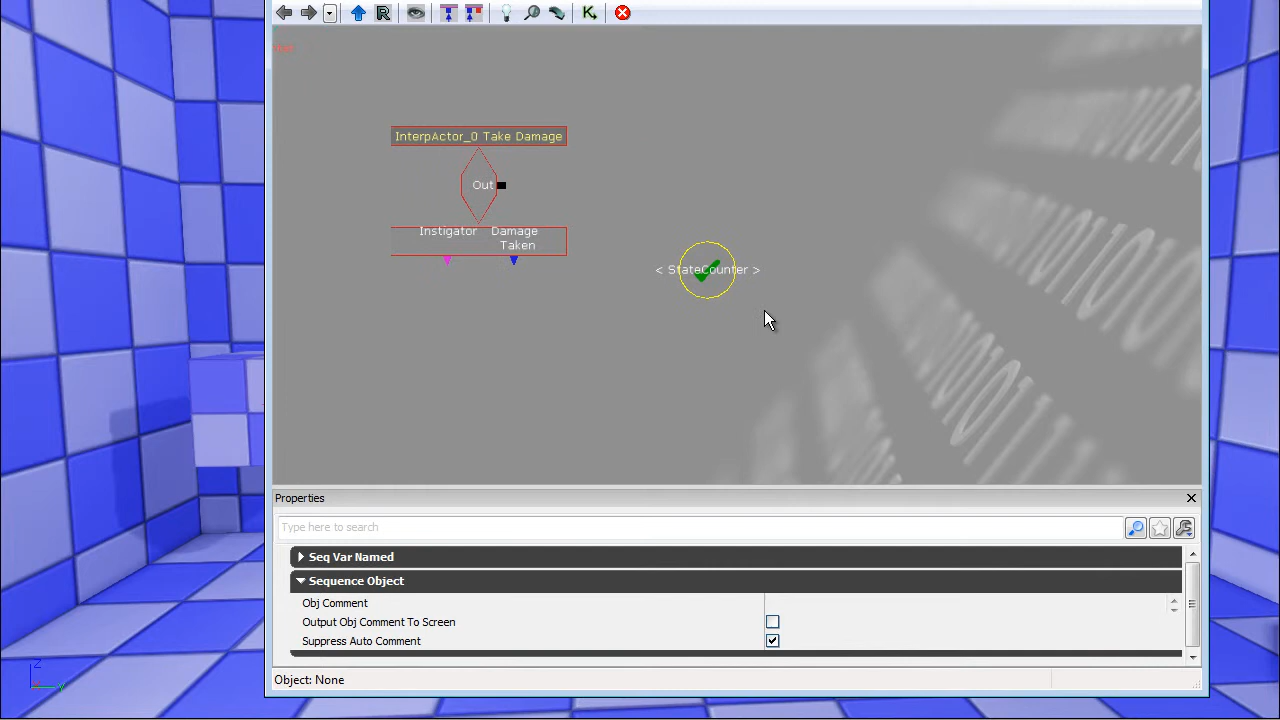 InterpActor_0 Take Damage
Out
Instigator Damage
Taken
< StateCounter >
Properties
Type here to search
Seq Var Named
Sequence Object
Obj Comment
Output Obj Comment To Screen
Suppress Auto Comment
Object: None